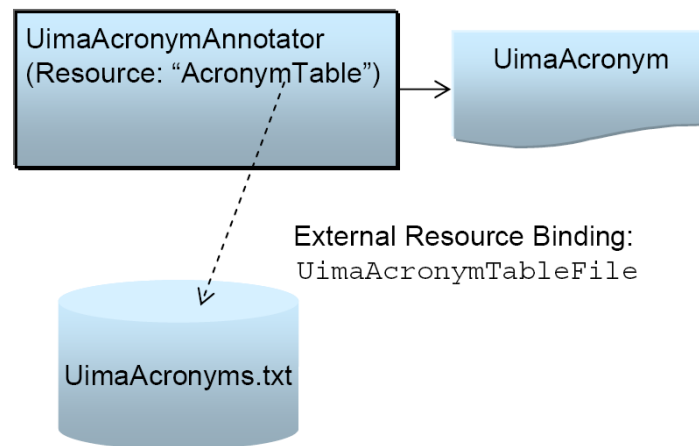 UimaAcronymAnnotator
(Resource: “AcronymTable”)
UimaAcronym
External Resource Binding:
UimaAcronymTableFile
UimaAcronyms.txt